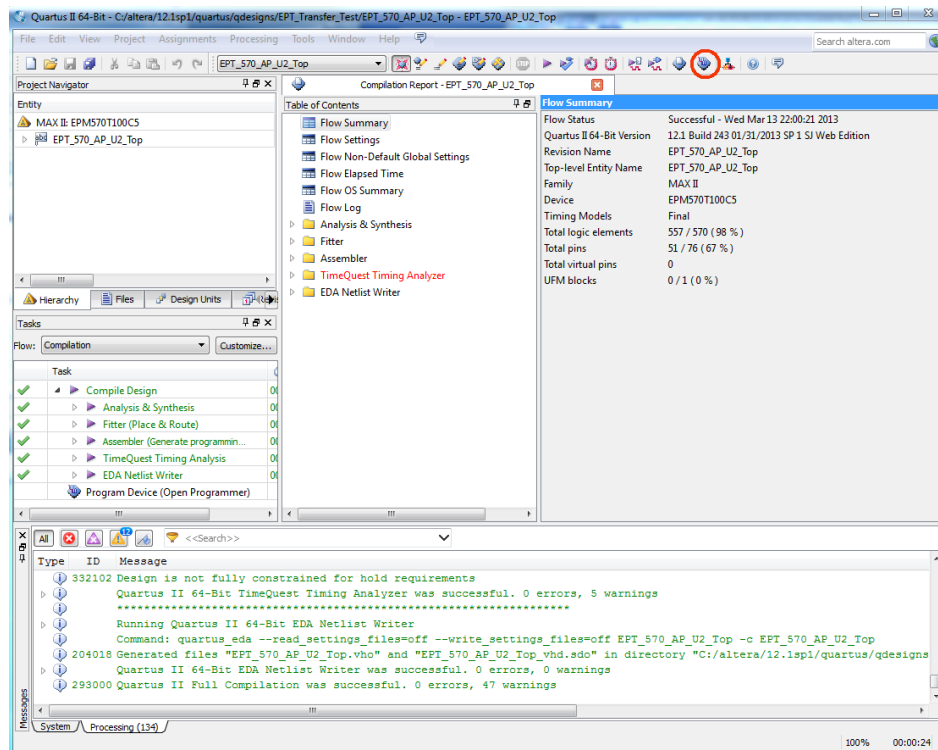 Quartus II 64-Bit - C:/altera/12.1sp1/quartus/qdesigns/EPT_Transfer_Test/EPT_570_AP_U2_Top - EPT_570_AP_U2_Top
File Edit View Project Assignments Processing Tools Window Help
Search altera.com
EPT_570_AP_U2_Top
Project Navigator
Entity
MAX II: EPM570T100C5
EPT_570_AP_U2_Top
Hierarchy Files Design Units
Tasks
Flow: Compilation Customize...
Task
Compile Design 00
Analysis & Synthesis 00
Fitter (Place & Route) 00
Assembler (Generate programmin... 00
TimeQuest Timing Analysis 00
EDA Netlist Writer 00
Program Device (Open Programmer)
Compilation Report - EPT_570_AP_U2_Top
Table of Contents
Flow Summary
Flow Settings
Flow Non-Default Global Settings
Flow Elapsed Time
Flow OS Summary
Flow Log
Analysis & Synthesis
Fitter
Assembler
TimeQuest Timing Analyzer
EDA Netlist Writer
Flow Summary
Flow Status Successful - Wed Mar 13 22:00:21 2013
Quartus II 64-Bit Version 12.1 Build 243 01/31/2013 SP 1 SJ Web Edition
Revision Name EPT_570_AP_U2_Top
Top-level Entity Name EPT_570_AP_U2_Top
Family MAX II
Device EPM570T100C5
Timing Models Final
Total logic elements 557 / 570 ( 98 % )
Total pins 51 / 76 ( 67 % )
Total virtual pins 0
UFM blocks 0 / 1 ( 0 % )
All 12 <<Search>>
Type ID Message
332102 Design is not fully constrained for hold requirements
Quartus II 64-Bit TimeQuest Timing Analyzer was successful. 0 errors, 5 warnings
*******************************************************************
Running Quartus II 64-Bit EDA Netlist Writer
Command: quartus_eda --read_settings_files=off --write_settings_files=off EPT_570_AP_U2_Top -c EPT_570_AP_U2_Top
204018 Generated files "EPT_570_AP_U2_Top.vho" and "EPT_570_AP_U2_Top_vhd.sdo" in directory "C:/altera/12.1sp1/quartus/qdesigns
Quartus II 64-Bit EDA Netlist Writer was successful. 0 errors, 0 warnings
293000 Quartus II Full Compilation was successful. 0 errors, 47 warnings
Messages
System Processing (134)
100% 00:00:24